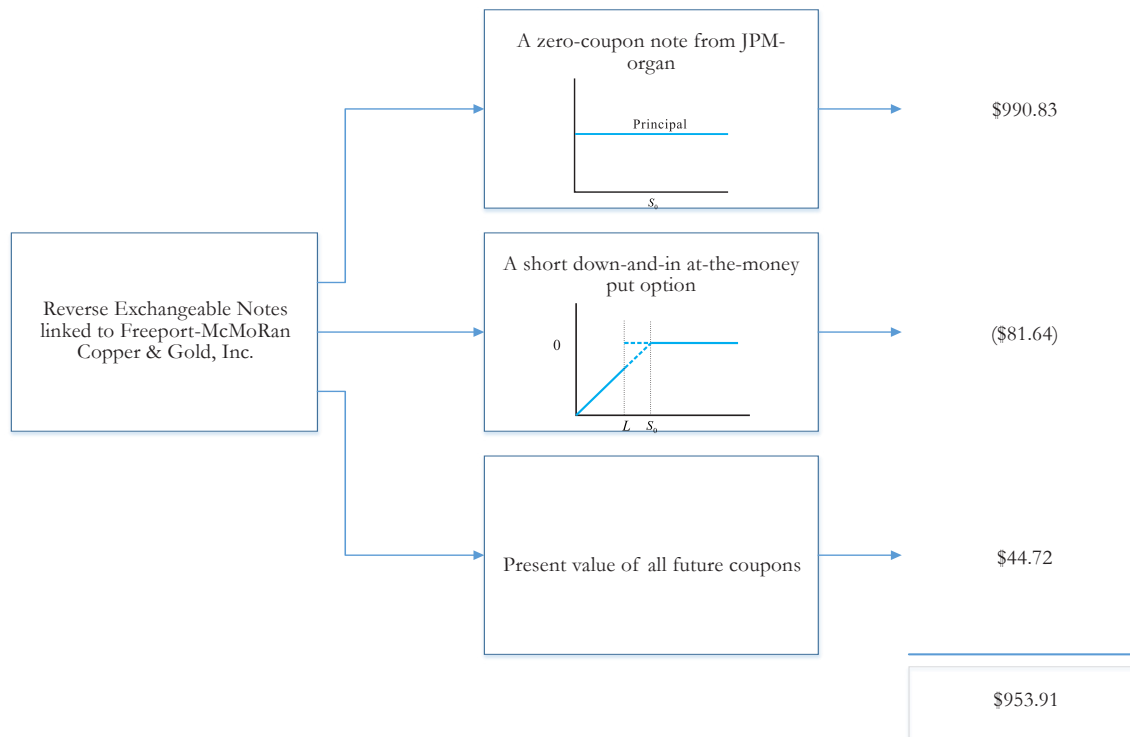 A zero-coupon note from JPM-
organ
Principal
S₀
$990.83
Reverse Exchangeable Notes
linked to Freeport-McMoRan
Copper & Gold, Inc.
A short down-and-in at-the-money
put option
0
L S₀
($81.64)
Present value of all future coupons
$44.72
$953.91